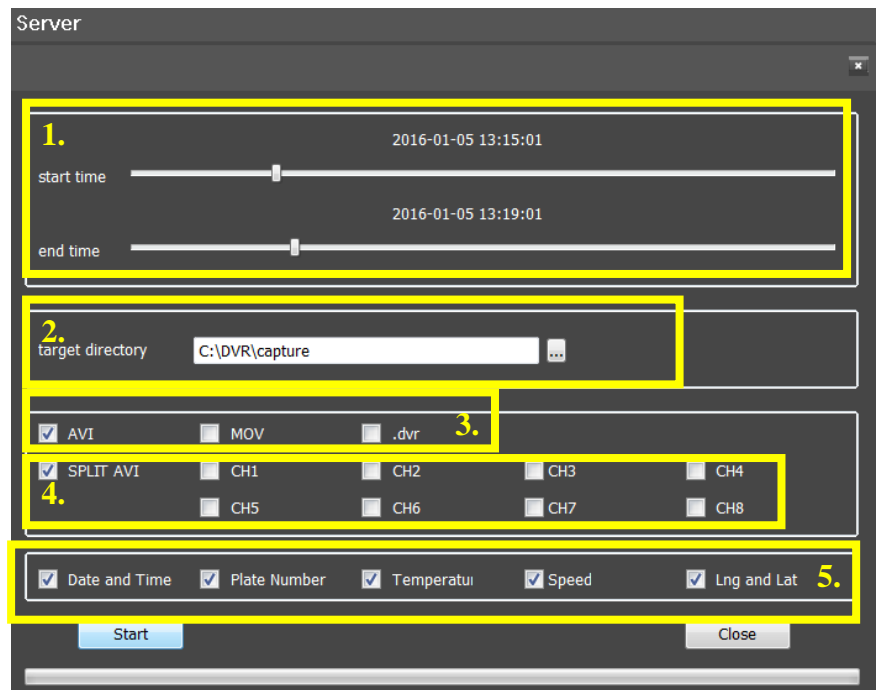 Server
1.
2016-01-05 13:15:01
start time
2016-01-05 13:19:01
end time
2.
target directory C:\DVR\capture ...
AVI MOV .dvr 3.
SPLIT AVI CH1 CH2 CH3 CH4
4.
CH5 CH6 CH7 CH8
Date and Time Plate Number Temperatu Speed Lng and Lat 5.
Start Close